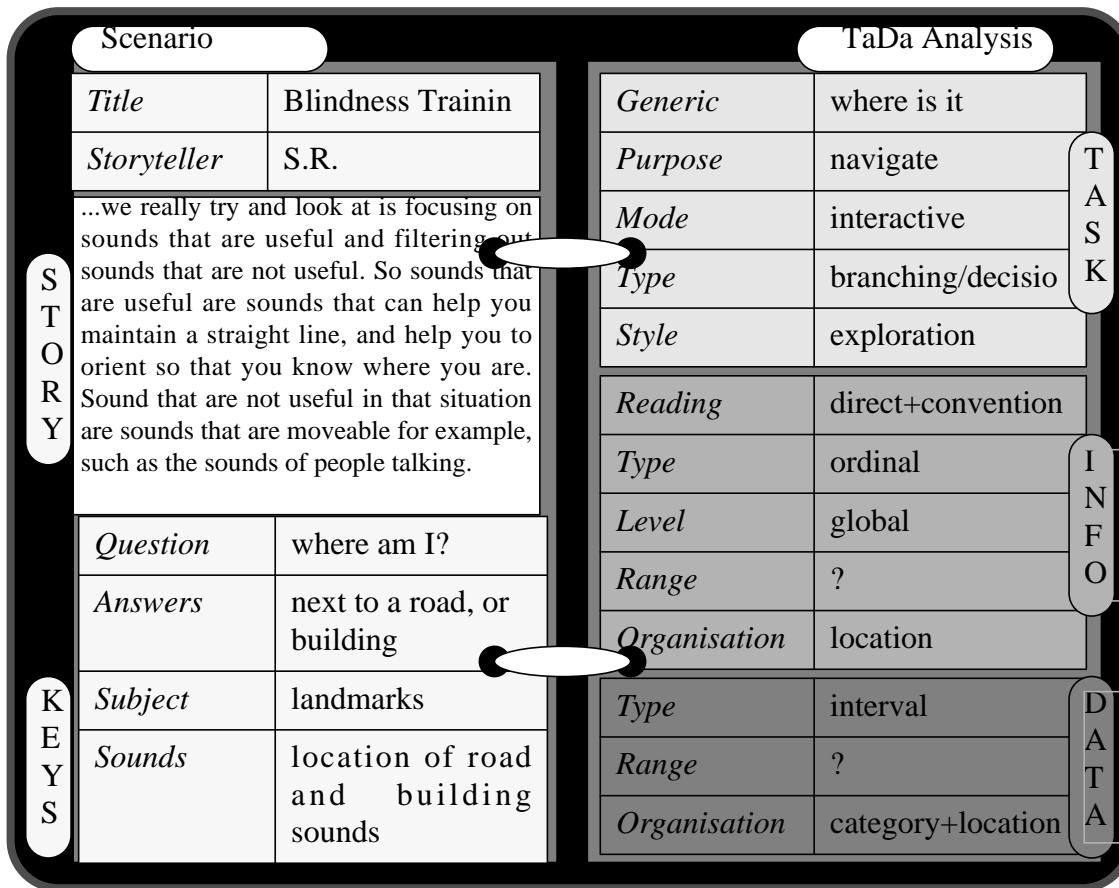 Scenario
Title Blindness Trainin
Storyteller S.R.
STORY
...we really try and look at is focusing on
sounds that are useful and filtering out
sounds that are not useful. So sounds that
are useful are sounds that can help you
maintain a straight line, and help you to
orient so that you know where you are.
Sound that are not useful in that situation
are sounds that are moveable for example,
such as the sounds of people talking.
KEYS
Question where am I?
Answers next to a road, or
building
Subject landmarks
Sounds location of road
and building
sounds
TaDa Analysis
TASK
Generic where is it
Purpose navigate
Mode interactive
Type branching/decisio
Style exploration
INFO
Reading direct+convention
Type ordinal
Level global
Range ?
Organisation location
DATA
Type interval
Range ?
Organisation category+location